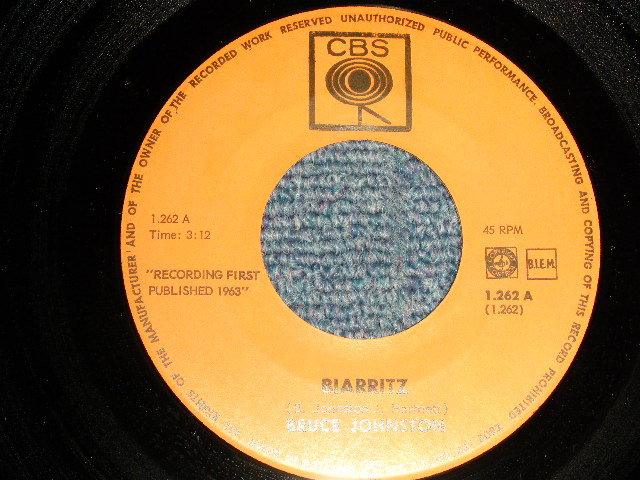 ALL RIGHTS OF THE MANUFACTURER AND OF THE OWNER OF THE RECORDED WORK RESERVED UNAUTHORIZED PUBLIC PERFORMANCE, BROADCASTING AND COPYING OF THIS RECORD PROHIBITED
CBS
1.262 A
Time: 3:12
"RECORDING FIRST
PUBLISHED 1963"
45 RPM
B.I.E.M.
1.262 A
(1.262)
BIARRITZ
BRUCE JOHNSTON